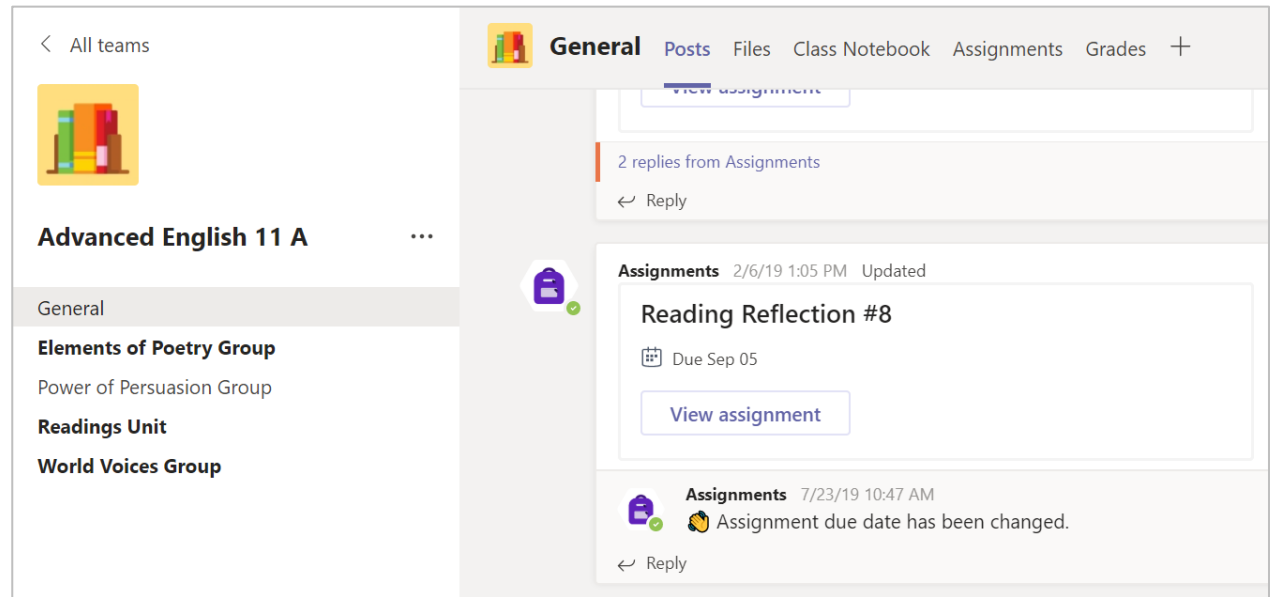 All teams
Advanced English 11 A
General
Elements of Poetry Group
Power of Persuasion Group
Readings Unit
World Voices Group
General Posts Files Class Notebook Assignments Grades
View assignment
2 replies from Assignments
Reply
Assignments 2/6/19 1:05 PM Updated
Reading Reflection #8
Due Sep 05
View assignment
Assignments 7/23/19 10:47 AM
Assignment due date has been changed.
Reply